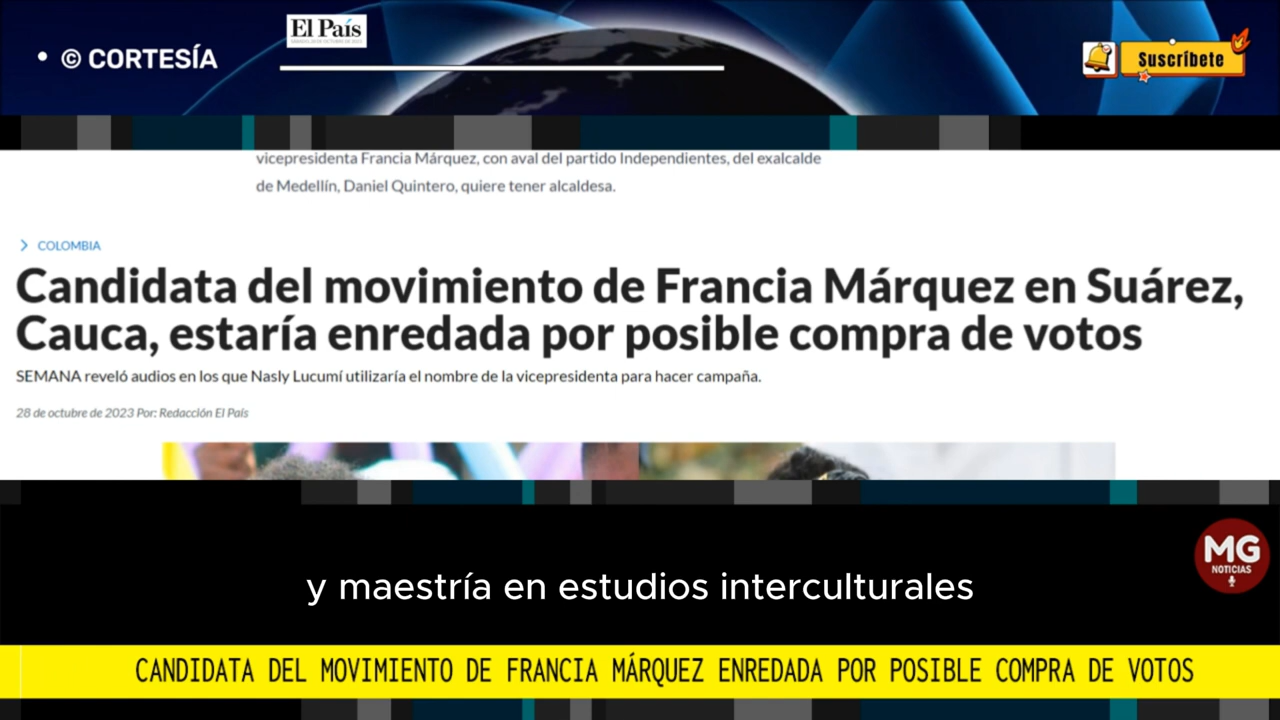 El País
• © CORTESÍA
Suscríbete
vicepresidenta Francia Márquez, con aval del partido Independientes, del exalcalde
de Medellín, Daniel Quintero, quiere tener alcaldesa.
COLOMBIA
Candidata del movimiento de Francia Márquez en Suárez,
Cauca, estaría enredada por posible compra de votos
SEMANA reveló audios en los que Nasly Lucumí utilizaría el nombre de la vicepresidenta para hacer campaña.
28 de octubre de 2023 Por: Redacción El País
MG
NOTICIAS
y maestría en estudios interculturales
CANDIDATA DEL MOVIMIENTO DE FRANCIA MÁRQUEZ ENREDADA POR POSIBLE COMPRA DE VOTOS